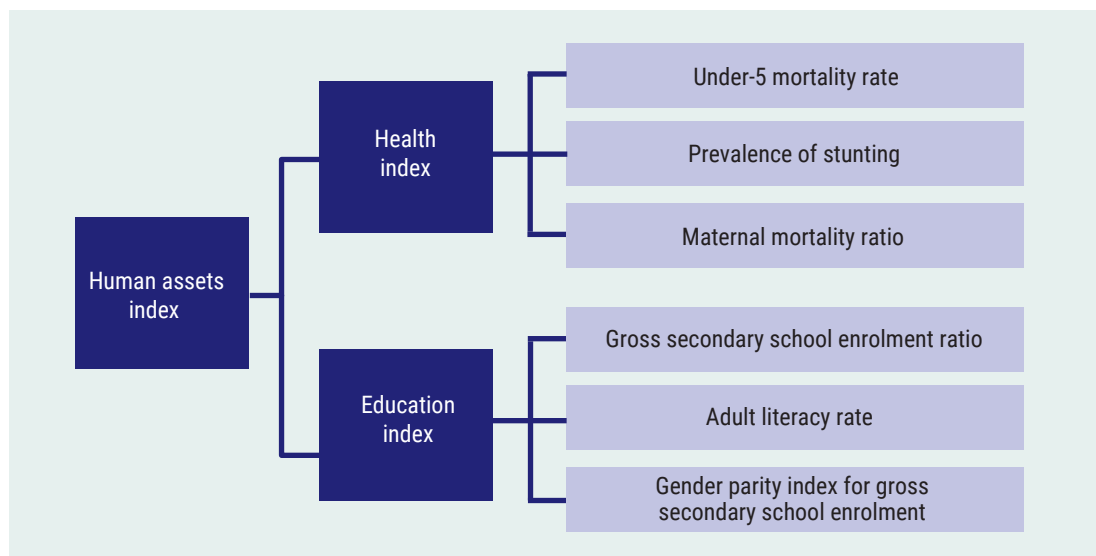 Human assets
index
Health
index
Under-5 mortality rate
Prevalence of stunting
Maternal mortality ratio
Education
index
Gross secondary school enrolment ratio
Adult literacy rate
Gender parity index for gross
secondary school enrolment